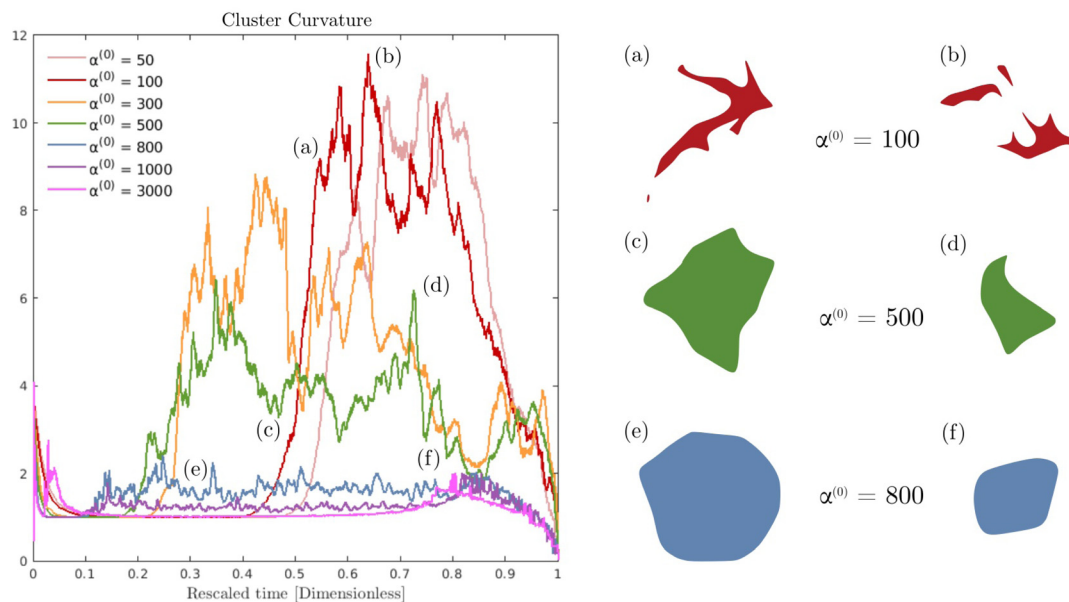 Cluster Curvature
12
10
8
6
4
2
0
α(0) = 50
α(0) = 100
α(0) = 300
α(0) = 500
α(0) = 800
α(0) = 1000
α(0) = 3000
(a)
(b)
(c)
(d)
(e)
(f)
0 0.1 0.2 0.3 0.4 0.5 0.6 0.7 0.8 0.9 1
Rescaled time [Dimensionless]
(a) (b)
α(0) = 100
(c) (d)
α(0) = 500
(e) (f)
α(0) = 800